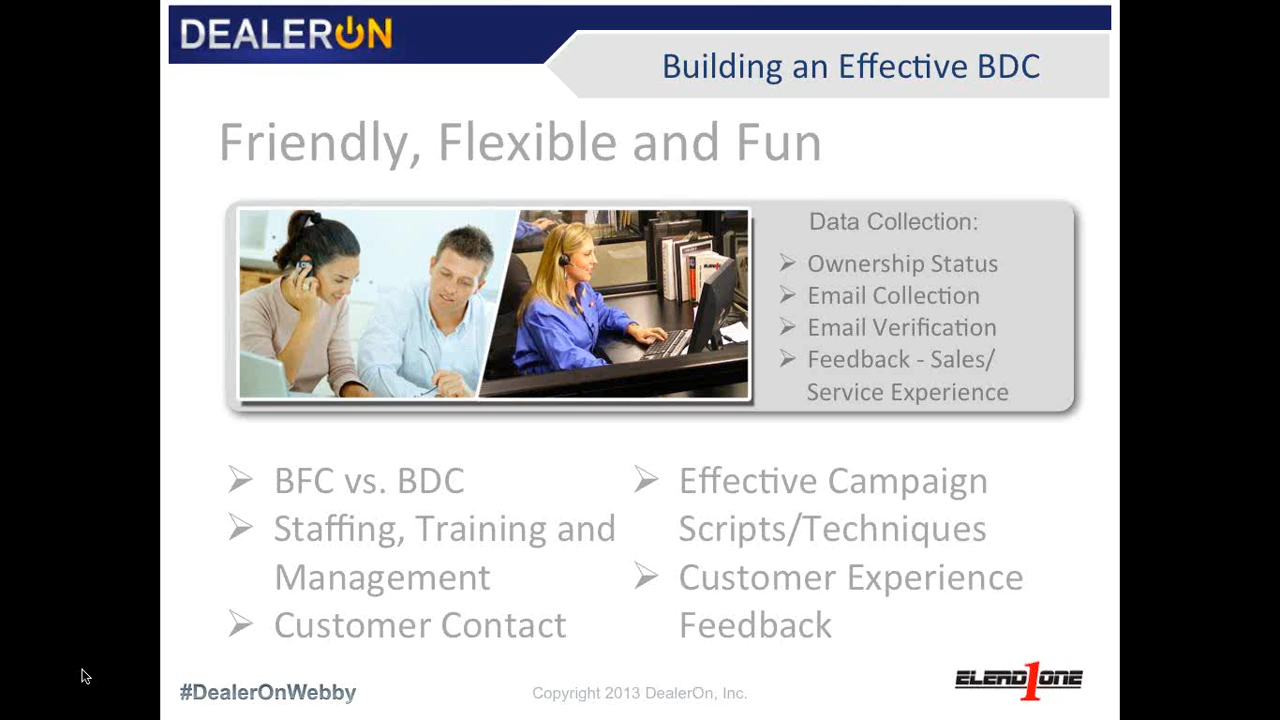 DEALERON
Building an Effective BDC
Friendly, Flexible and Fun
Data Collection:
➢ Ownership Status
➢ Email Collection
➢ Email Verification
➢ Feedback - Sales/
Service Experience
➢ BFC vs. BDC
➢ Staffing, Training and
Management
➢ Customer Contact
➢ Effective Campaign
Scripts/Techniques
➢ Customer Experience
Feedback
#DealerOnWebby
Copyright 2013 DealerOn, Inc.
ELEAD1ONE